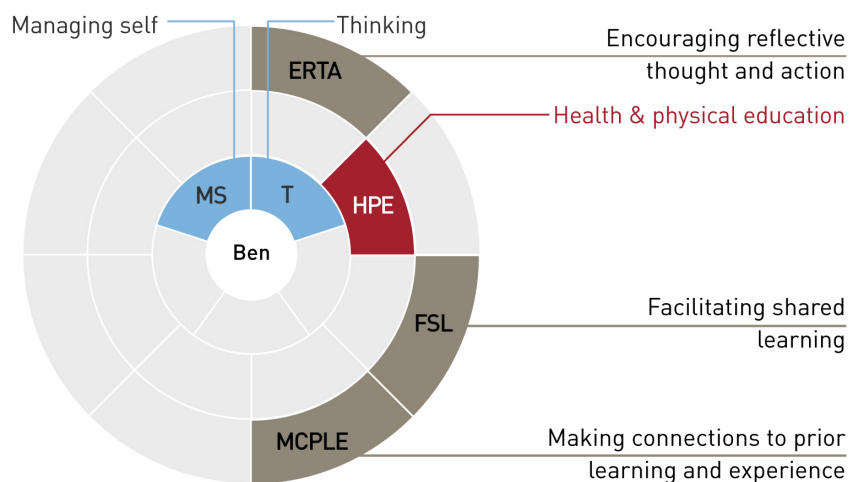 Managing self
Thinking
Encouraging reflective
thought and action
ERTA
Health & physical education
MS
T
HPE
Ben
Facilitating shared
learning
FSL
Making connections to prior
learning and experience
MCPLE